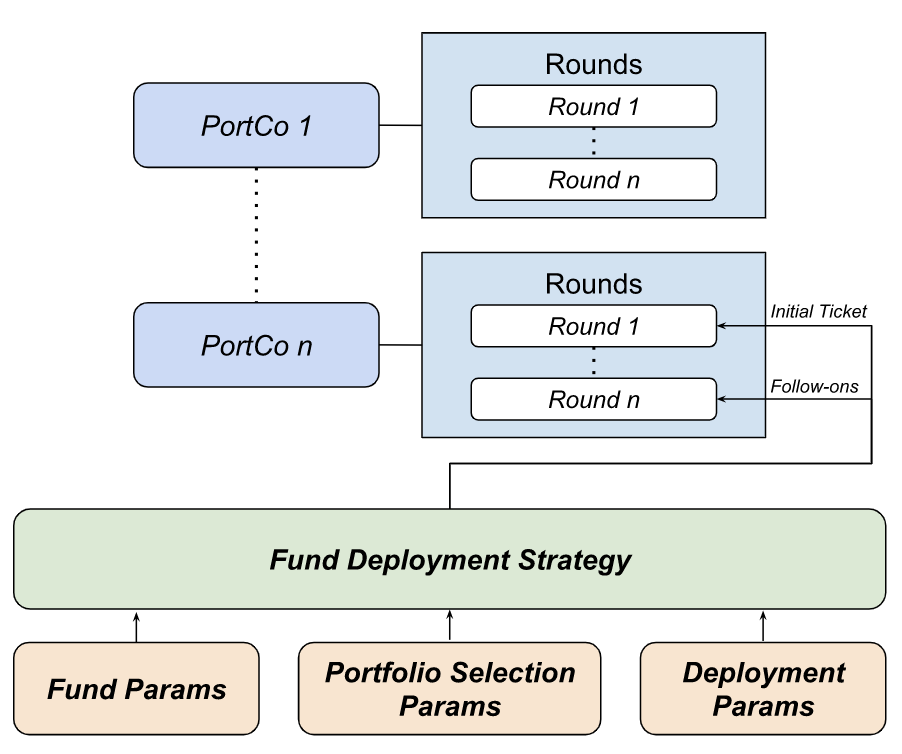 Rounds
Round 1
PortCo 1
Round n
Rounds
Initial Ticket
Round 1
PortCo n
Follow-ons
Round n
Fund Deployment Strategy
Fund Params
Portfolio Selection
Params
Deployment
Params